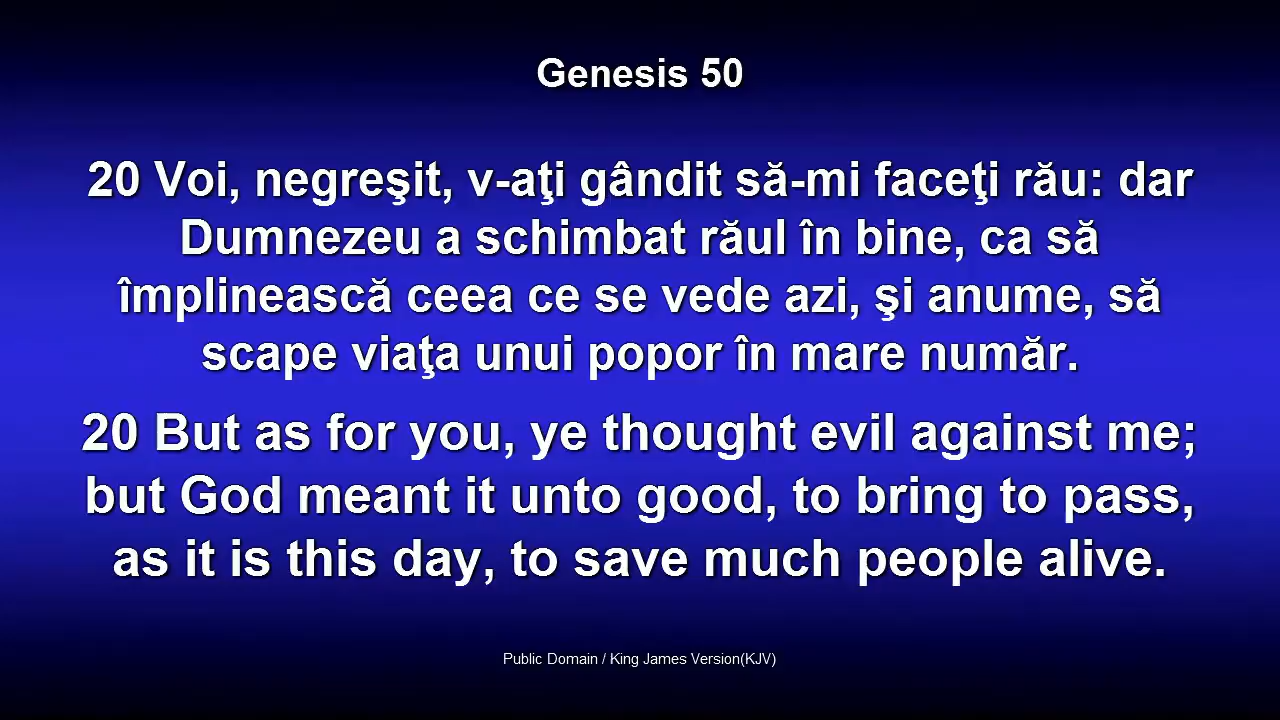 Genesis 50
20 Voi, negreşit, v-aţi gândit să-mi faceţi rău: dar
Dumnezeu a schimbat răul în bine, ca să
împlinească ceea ce se vede azi, şi anume, să
scape viaţa unui popor în mare număr.
20 But as for you, ye thought evil against me;
but God meant it unto good, to bring to pass,
as it is this day, to save much people alive.
Public Domain / King James Version(KJV)